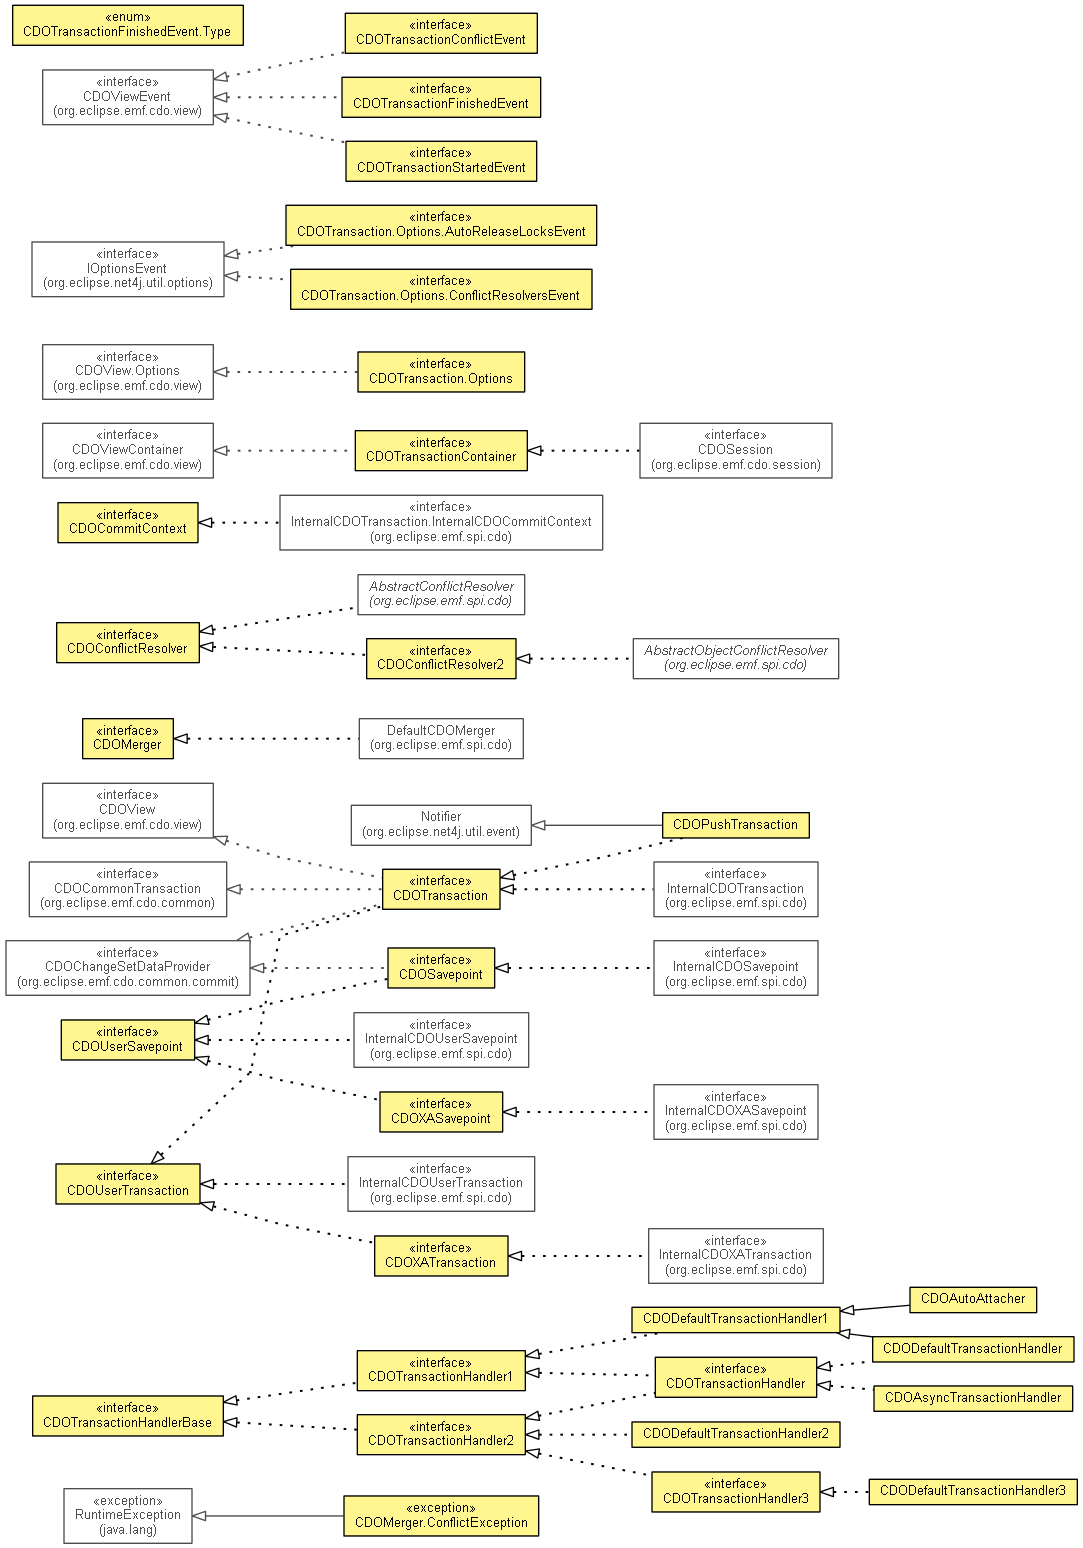 «enum»
CDOTransactionFinishedEvent.Type
«interface»
CDOTransactionConflictEvent
«interface»
CDOViewEvent
(org.eclipse.emf.cdo.view)
«interface»
CDOTransactionFinishedEvent
«interface»
CDOTransactionStartedEvent
«interface»
CDOTransaction.Options.AutoReleaseLocksEvent
«interface»
IOptionsEvent
(org.eclipse.net4j.util.options)
«interface»
CDOTransaction.Options.ConflictResolversEvent
«interface»
CDOView.Options
(org.eclipse.emf.cdo.view)
«interface»
CDOTransaction.Options
«interface»
CDOViewContainer
(org.eclipse.emf.cdo.view)
«interface»
CDOTransactionContainer
«interface»
CDOSession
(org.eclipse.emf.cdo.session)
«interface»
CDOCommitContext
«interface»
InternalCDOTransaction.InternalCDOCommitContext
(org.eclipse.emf.spi.cdo)
AbstractConflictResolver
(org.eclipse.emf.spi.cdo)
«interface»
CDOConflictResolver
«interface»
CDOConflictResolver2
AbstractObjectConflictResolver
(org.eclipse.emf.spi.cdo)
«interface»
CDOMerger
DefaultCDOMerger
(org.eclipse.emf.spi.cdo)
«interface»
CDOView
(org.eclipse.emf.cdo.view)
Notifier
(org.eclipse.net4j.util.event)
CDOPushTransaction
«interface»
CDOCommonTransaction
(org.eclipse.emf.cdo.common)
«interface»
CDOTransaction
«interface»
InternalCDOTransaction
(org.eclipse.emf.spi.cdo)
«interface»
CDOChangeSetDataProvider
(org.eclipse.emf.cdo.common.commit)
«interface»
CDOSavepoint
«interface»
InternalCDOSavepoint
(org.eclipse.emf.spi.cdo)
«interface»
CDOUserSavepoint
«interface»
InternalCDOUserSavepoint
(org.eclipse.emf.spi.cdo)
«interface»
CDOXASavepoint
«interface»
InternalCDOXASavepoint
(org.eclipse.emf.spi.cdo)
«interface»
CDOUserTransaction
«interface»
InternalCDOUserTransaction
(org.eclipse.emf.spi.cdo)
«interface»
CDOXATransaction
«interface»
InternalCDOXATransaction
(org.eclipse.emf.spi.cdo)
CDOAutoAttacher
CDODefaultTransactionHandler1
CDODefaultTransactionHandler
«interface»
CDOTransactionHandler1
«interface»
CDOTransactionHandler
CDOAsyncTransactionHandler
«interface»
CDOTransactionHandlerBase
«interface»
CDOTransactionHandler2
CDODefaultTransactionHandler2
«interface»
CDOTransactionHandler3
CDODefaultTransactionHandler3
«exception»
RuntimeException
(java.lang)
«exception»
CDOMerger.ConflictException